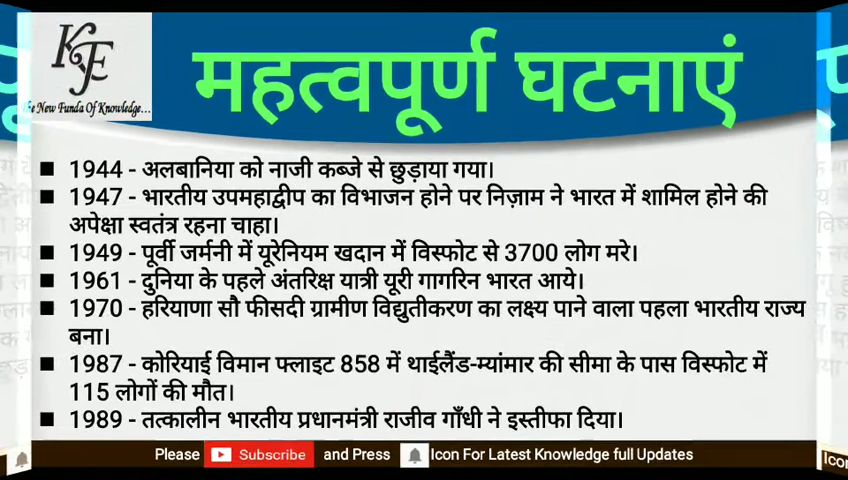 KFE
The New Funda Of Knowledge...
महत्वपूर्ण घटनाएं
■ 1944 - अलबानिया को नाजी कब्जे से छुड़ाया गया।
■ 1947 - भारतीय उपमहाद्वीप का विभाजन होने पर निज़ाम ने भारत में शामिल होने की
अपेक्षा स्वतंत्र रहना चाहा।
■ 1949 - पूर्वी जर्मनी में यूरेनियम खदान में विस्फोट से 3700 लोग मरे।
■ 1961 - दुनिया के पहले अंतरिक्ष यात्री यूरी गागरिन भारत आये।
■ 1970 - हरियाणा सौ फीसदी ग्रामीण विद्युतीकरण का लक्ष्य पाने वाला पहला भारतीय राज्य
बना।
■ 1987 - कोरियाई विमान फ्लाइट 858 में थाईलैंड-म्यांमार की सीमा के पास विस्फोट में
115 लोगों की मौत।
■ 1989 - तत्कालीन भारतीय प्रधानमंत्री राजीव गाँधी ने इस्तीफा दिया।
Please Subscribe and Press Icon For Latest Knowledge full Updates